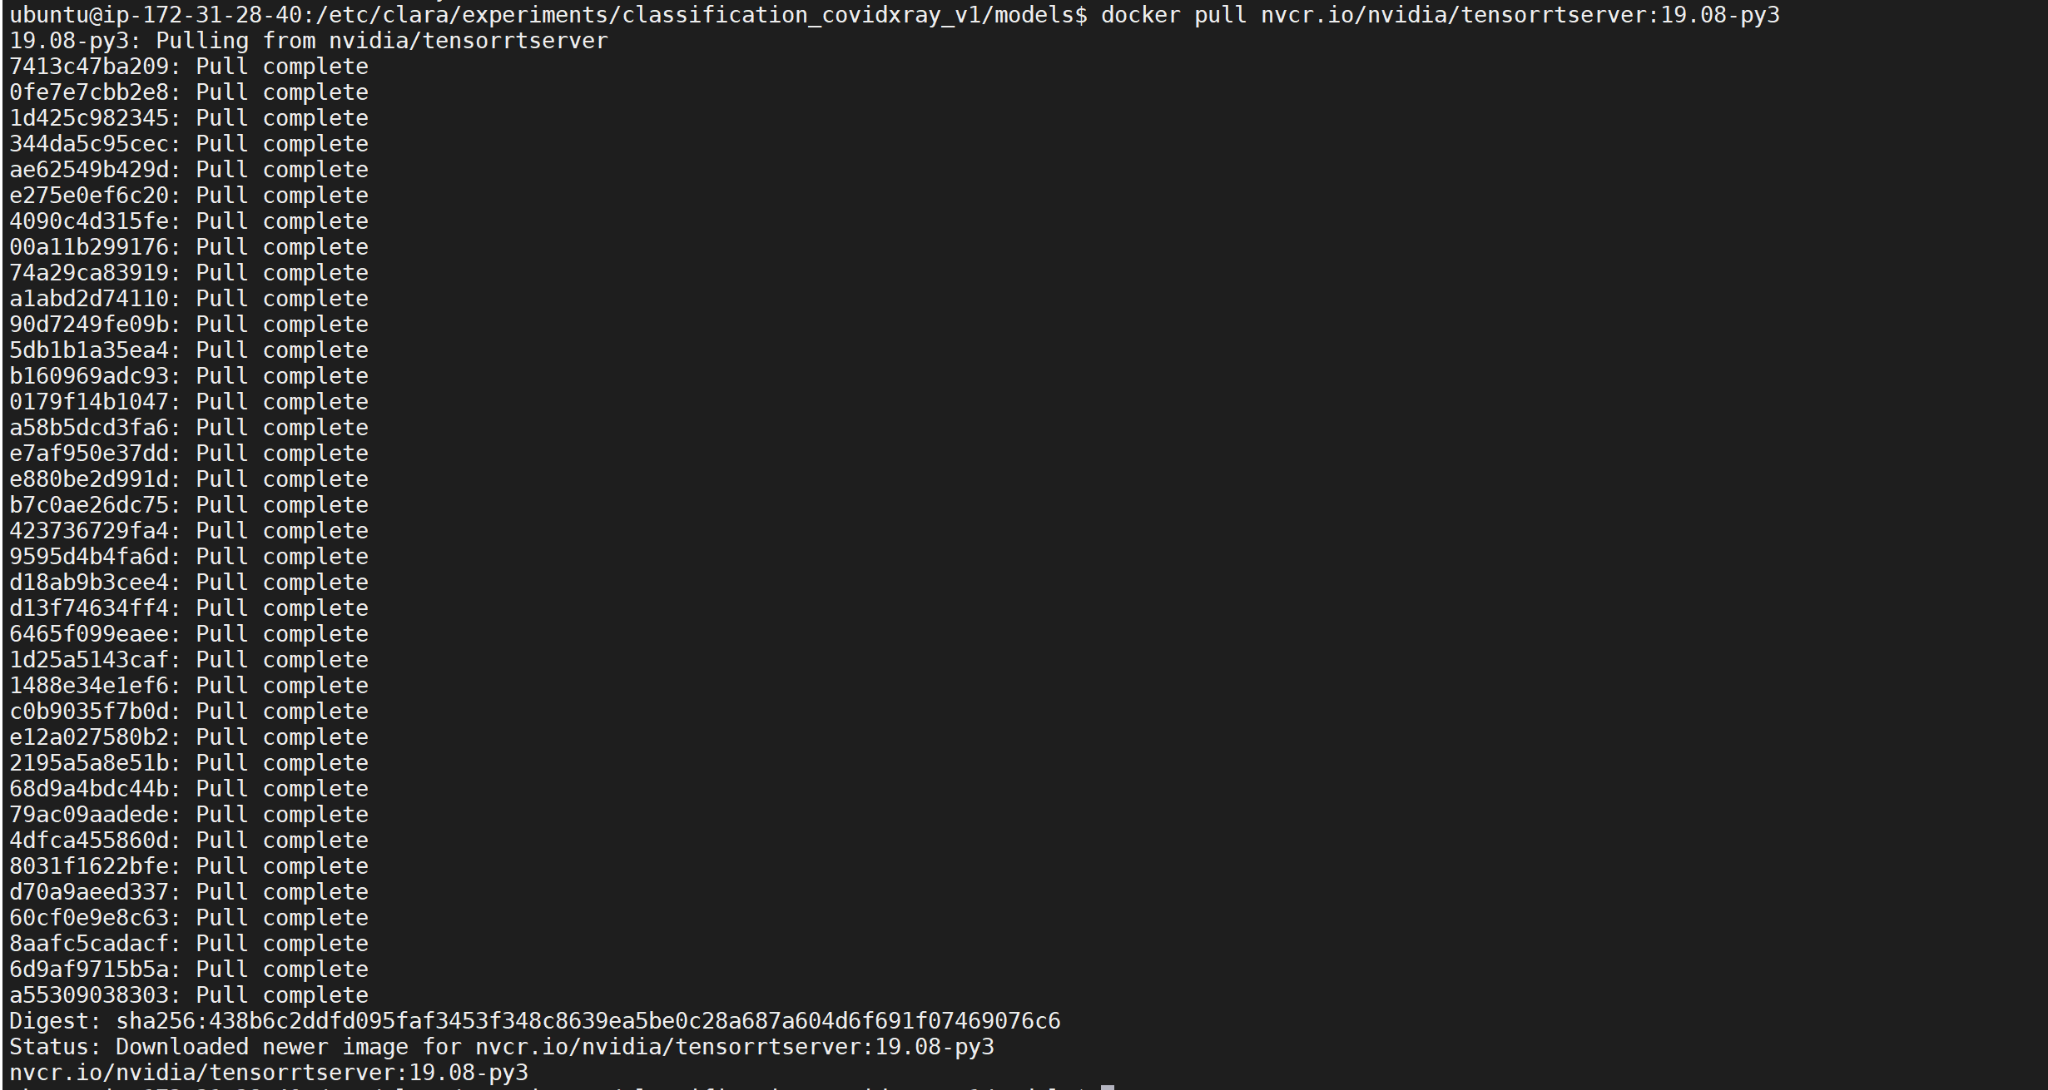 ubuntu@ip-172-31-28-40:/etc/clara/experiments/classification_covidxray_v1/models$ docker pull nvcr.io/nvidia/tensorrtserver:19.08-py3
19.08-py3: Pulling from nvidia/tensorrtserver
7413c47ba209: Pull complete
0fe7e7cbb2e8: Pull complete
1d425c982345: Pull complete
344da5c95cec: Pull complete
ae62549b429d: Pull complete
e275e0ef6c20: Pull complete
4090c4d315fe: Pull complete
00a11b299176: Pull complete
74a29ca83919: Pull complete
a1abd2d74110: Pull complete
90d7249fe09b: Pull complete
5db1b1a35ea4: Pull complete
b160969adc93: Pull complete
0179f14b1047: Pull complete
a58b5dcd3fa6: Pull complete
e7af950e37dd: Pull complete
e880be2d991d: Pull complete
b7c0ae26dc75: Pull complete
423736729fa4: Pull complete
9595d4b4fa6d: Pull complete
d18ab9b3cee4: Pull complete
d13f74634ff4: Pull complete
6465f099eaee: Pull complete
1d25a5143caf: Pull complete
1488e34e1ef6: Pull complete
c0b9035f7b0d: Pull complete
e12a027580b2: Pull complete
2195a5a8e51b: Pull complete
68d9a4bdc44b: Pull complete
79ac09aadede: Pull complete
4dfca455860d: Pull complete
8031f1622bfe: Pull complete
d70a9aeed337: Pull complete
60cf0e9e8c63: Pull complete
8aafc5cadacf: Pull complete
6d9af9715b5a: Pull complete
a55309038303: Pull complete
Digest: sha256:438b6c2ddfd095faf3453f348c8639ea5be0c28a687a604d6f691f07469076c6
Status: Downloaded newer image for nvcr.io/nvidia/tensorrtserver:19.08-py3
nvcr.io/nvidia/tensorrtserver:19.08-py3